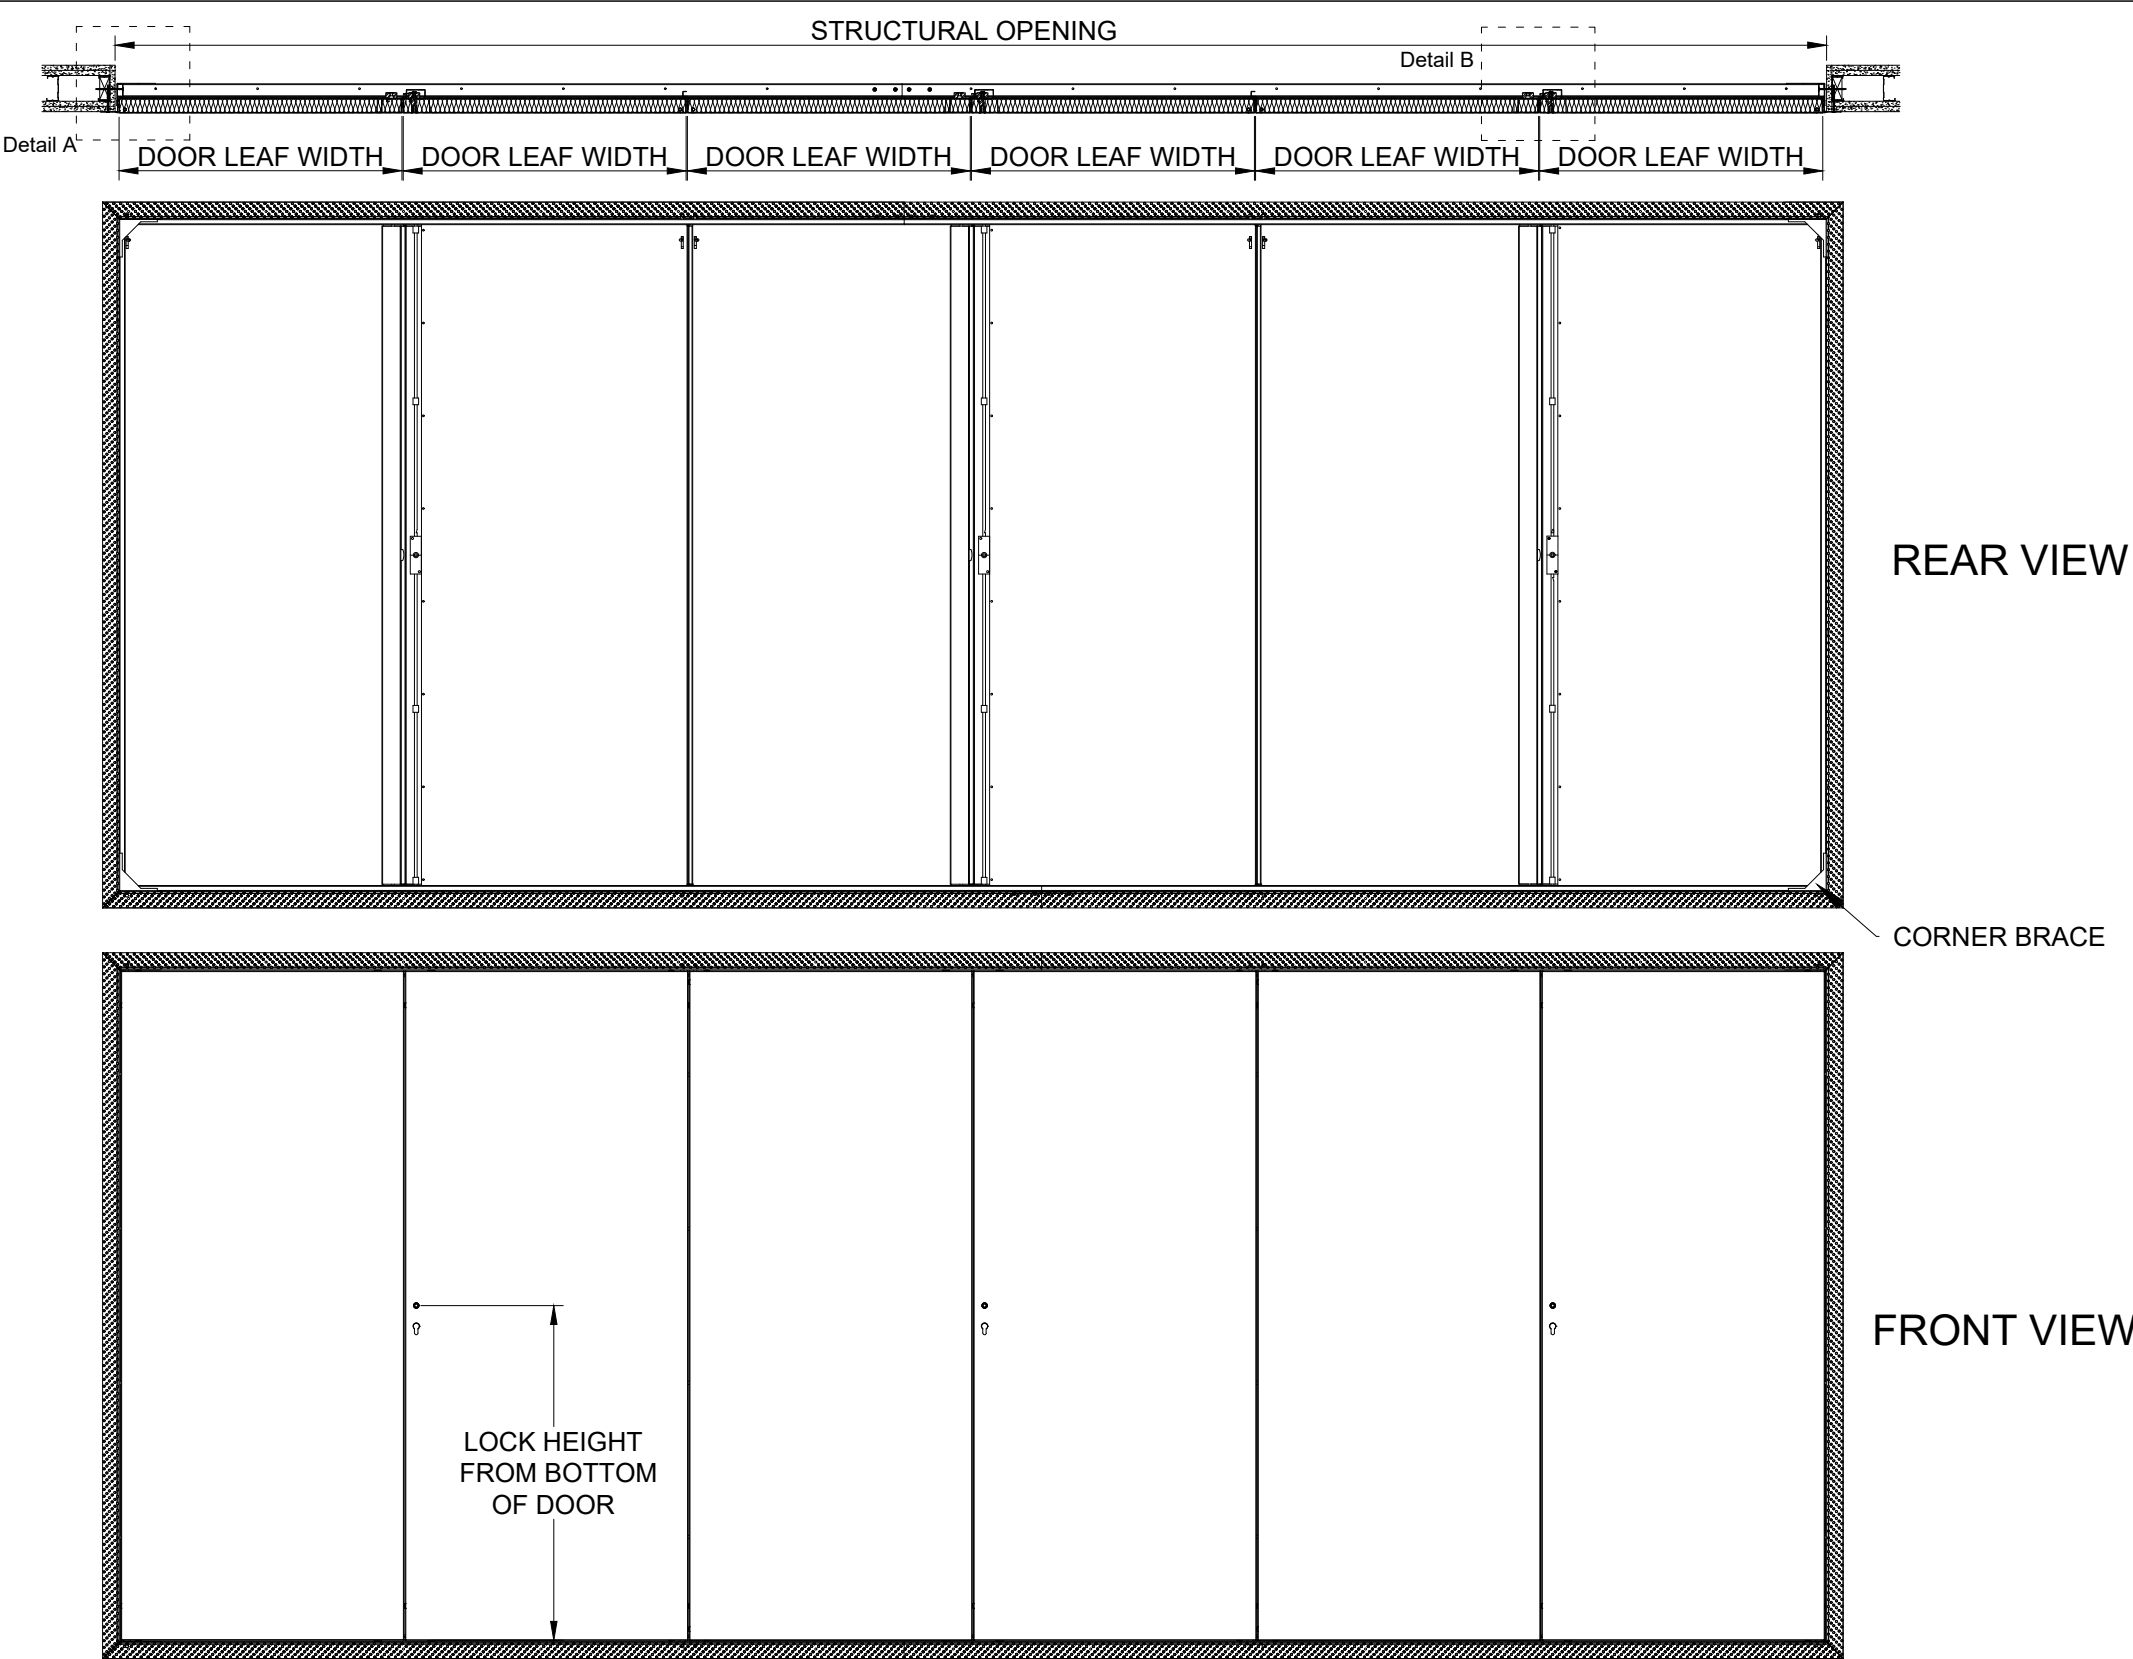 STRUCTURAL OPENING
Detail B
Detail A
DOOR LEAF WIDTH DOOR LEAF WIDTH DOOR LEAF WIDTH DOOR LEAF WIDTH DOOR LEAF WIDTH DOOR LEAF WIDTH
REAR VIEW
CORNER BRACE
FRONT VIEW
LOCK HEIGHT
FROM BOTTOM
OF DOOR